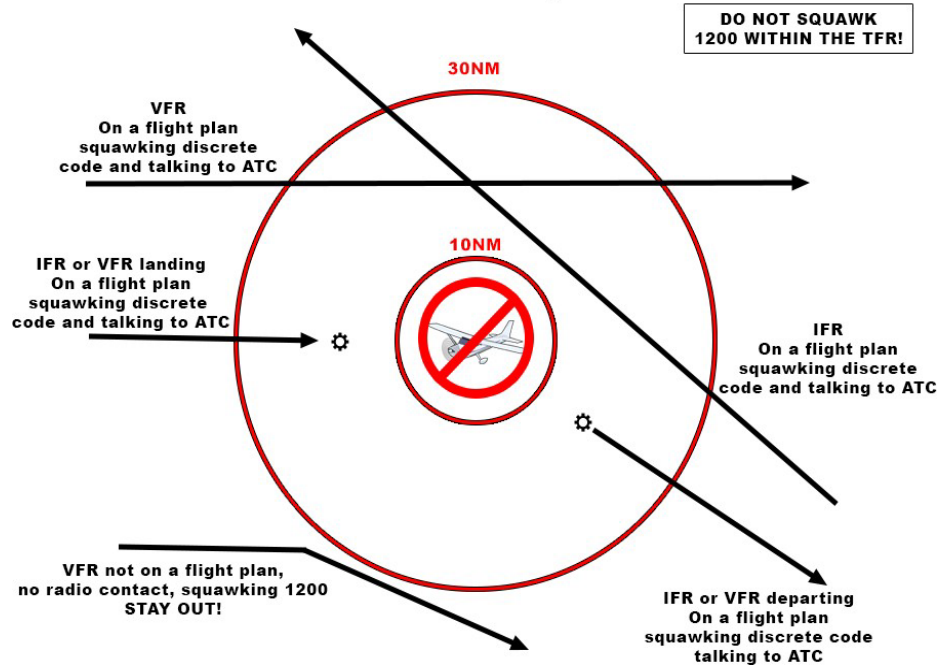 DO NOT SQUAWK
1200 WITHIN THE TFR!
30NM
VFR
On a flight plan
squawking discrete
code and talking to ATC
10NM
IFR or VFR landing
On a flight plan
squawking discrete
code and talking to ATC
IFR
On a flight plan
squawking discrete
code and talking to ATC
VFR not on a flight plan,
no radio contact, squawking 1200
STAY OUT!
IFR or VFR departing
On a flight plan
squawking discrete code
talking to ATC